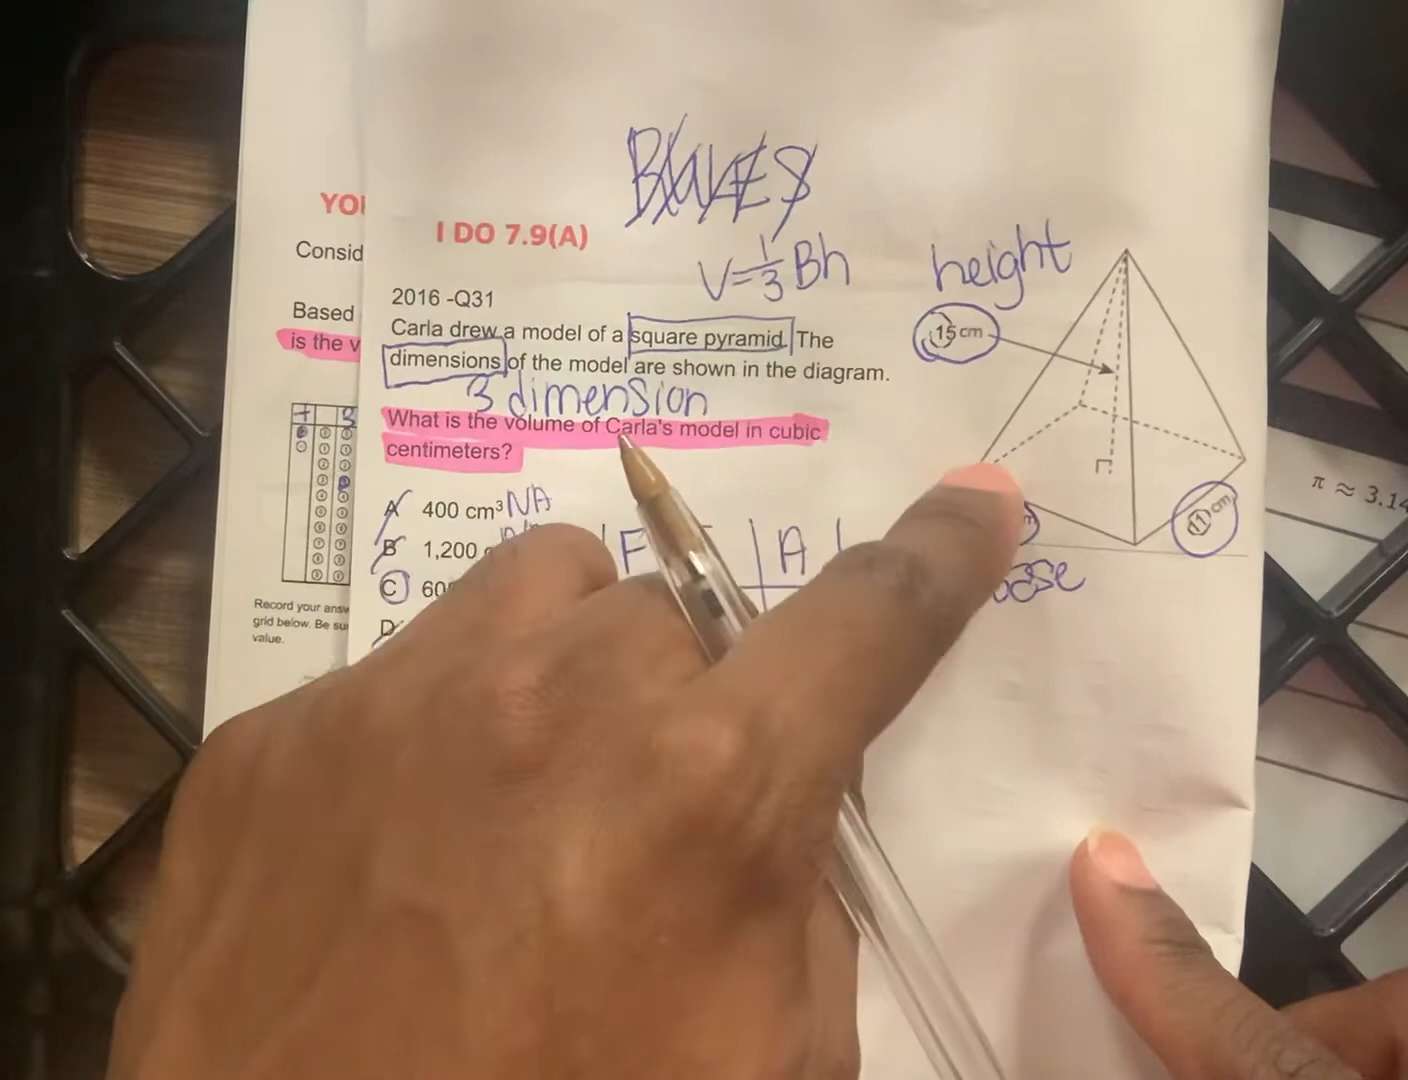 I DO 7.9(A)
V=1/3 Bh
height
2016 -Q31
Carla drew a model of a square pyramid. The
dimensions of the model are shown in the diagram.
3 dimension
What is the volume of Carla's model in cubic
centimeters?
A 400 cm³ NA
B 1,200
C 60
D
F
A
15 cm
11 cm
base
π ≈ 3.14
Consid
Based
is the v
+ 3
Record your answ
grid below. Be sur
value.